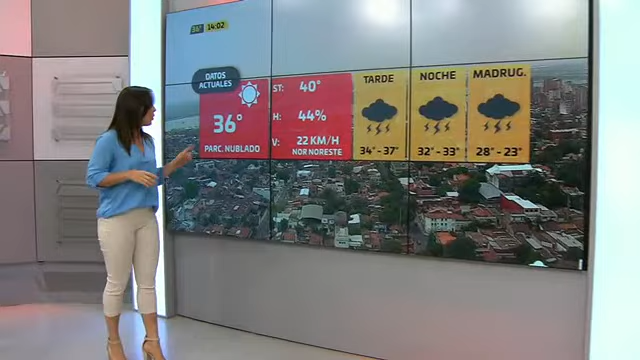 36° 14:02
DATOS
ACTUALES
36°
PARC. NUBLADO
ST: 40°
H: 44%
V: 22 KM/H
NOR NORESTE
TARDE
34°-37°
NOCHE
32°-33°
MADRUG.
28°-23°